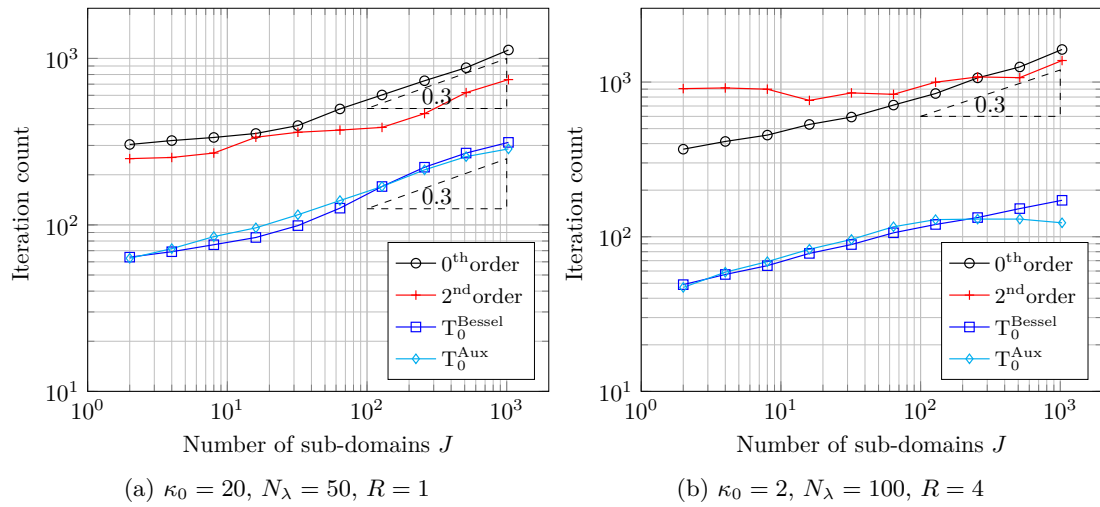 10^3
10^2
10^1
Iteration count
0.3
0.3
0^th order
2^nd order
T_0^Bessel
T_0^Aux
10^0 10^1 10^2 10^3
Number of sub-domains J
(a) κ_0 = 20, N_λ = 50, R = 1
10^3
10^2
10^1
Iteration count
0.3
0^th order
2^nd order
T_0^Bessel
T_0^Aux
10^0 10^1 10^2 10^3
Number of sub-domains J
(b) κ_0 = 2, N_λ = 100, R = 4